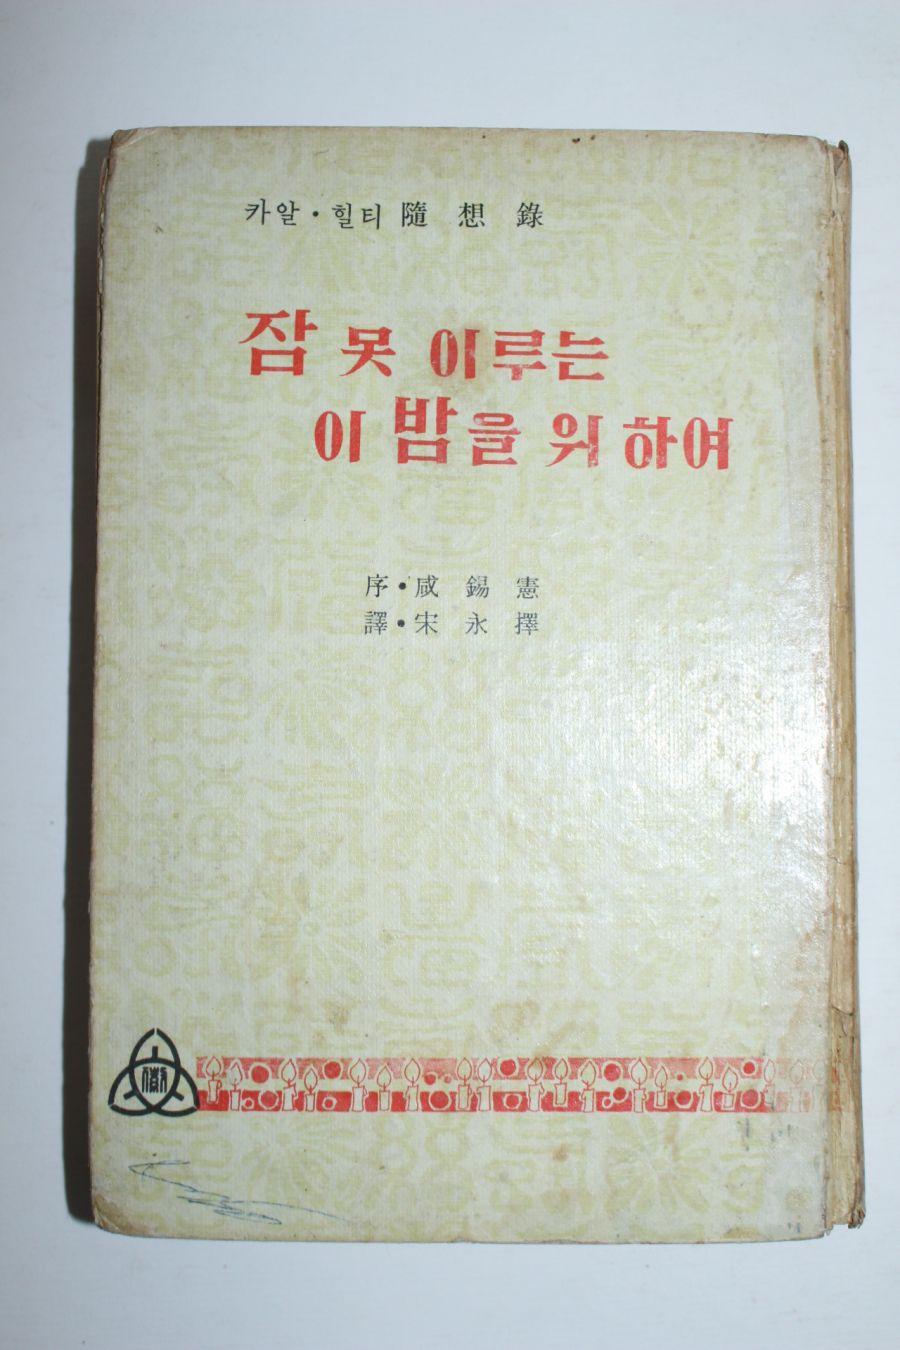 카알·힐티 隨想錄
잠 못 이루는
이 밤을 위하여
序·咸錫憲
譯·宋永擇